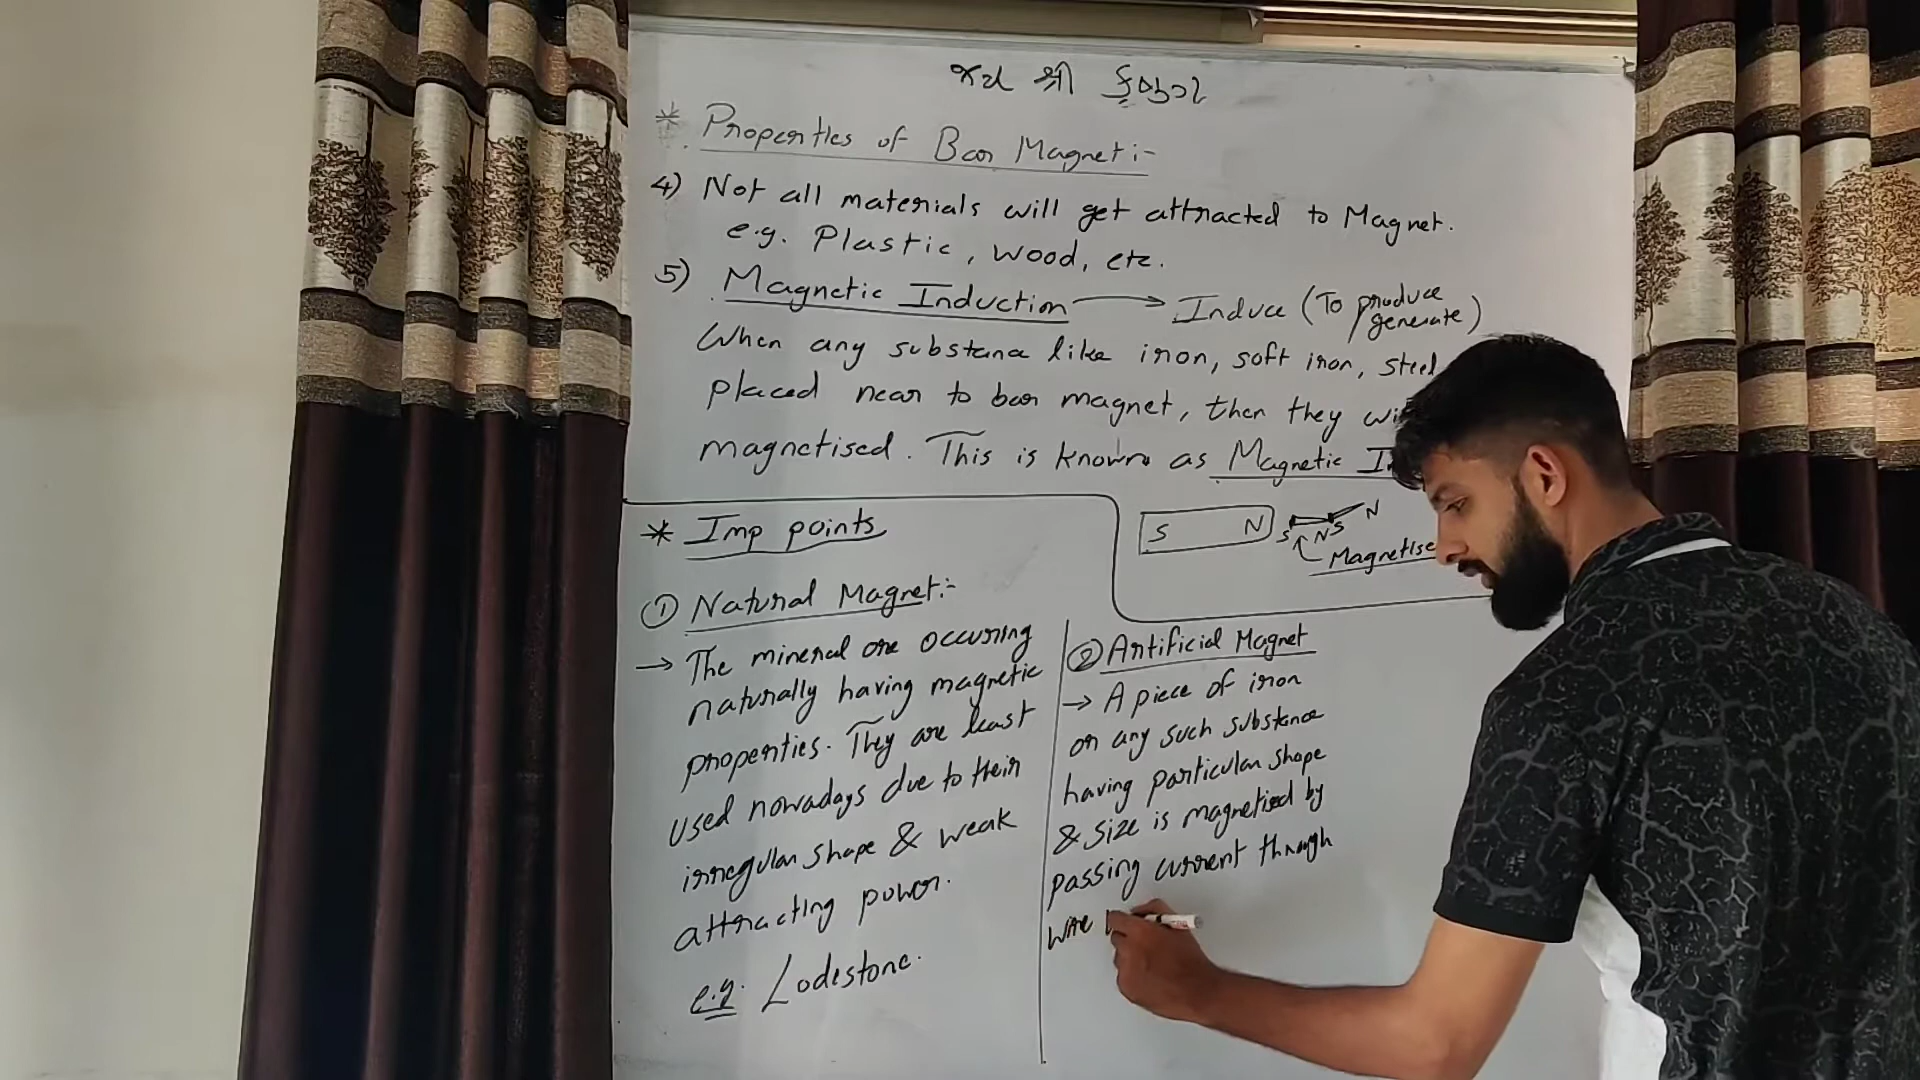 જય શ્રી કૃષ્ણ
* Properties of Bar Magnet :-
4) Not all materials will get attracted to Magnet.
e.g. Plastic, wood, etc.
5) Magnetic Induction → Induce (To produce
generate)
When any substance like iron, soft iron, steel
placed near to bar magnet, then they
magnetised. This is known as Magnetic
S N S N S N
Magnetise
* Imp points
① Natural Magnet :-
→ The mineral ore occuring
naturally having magnetic
properties. They are least
used nowadays due to their
irregular shape & weak
attracting power.
e.g. Lodestone.
② Artificial Magnet
→ A piece of iron
or any such substance
having particular shape
& size is magnetized by
passing current through
wire